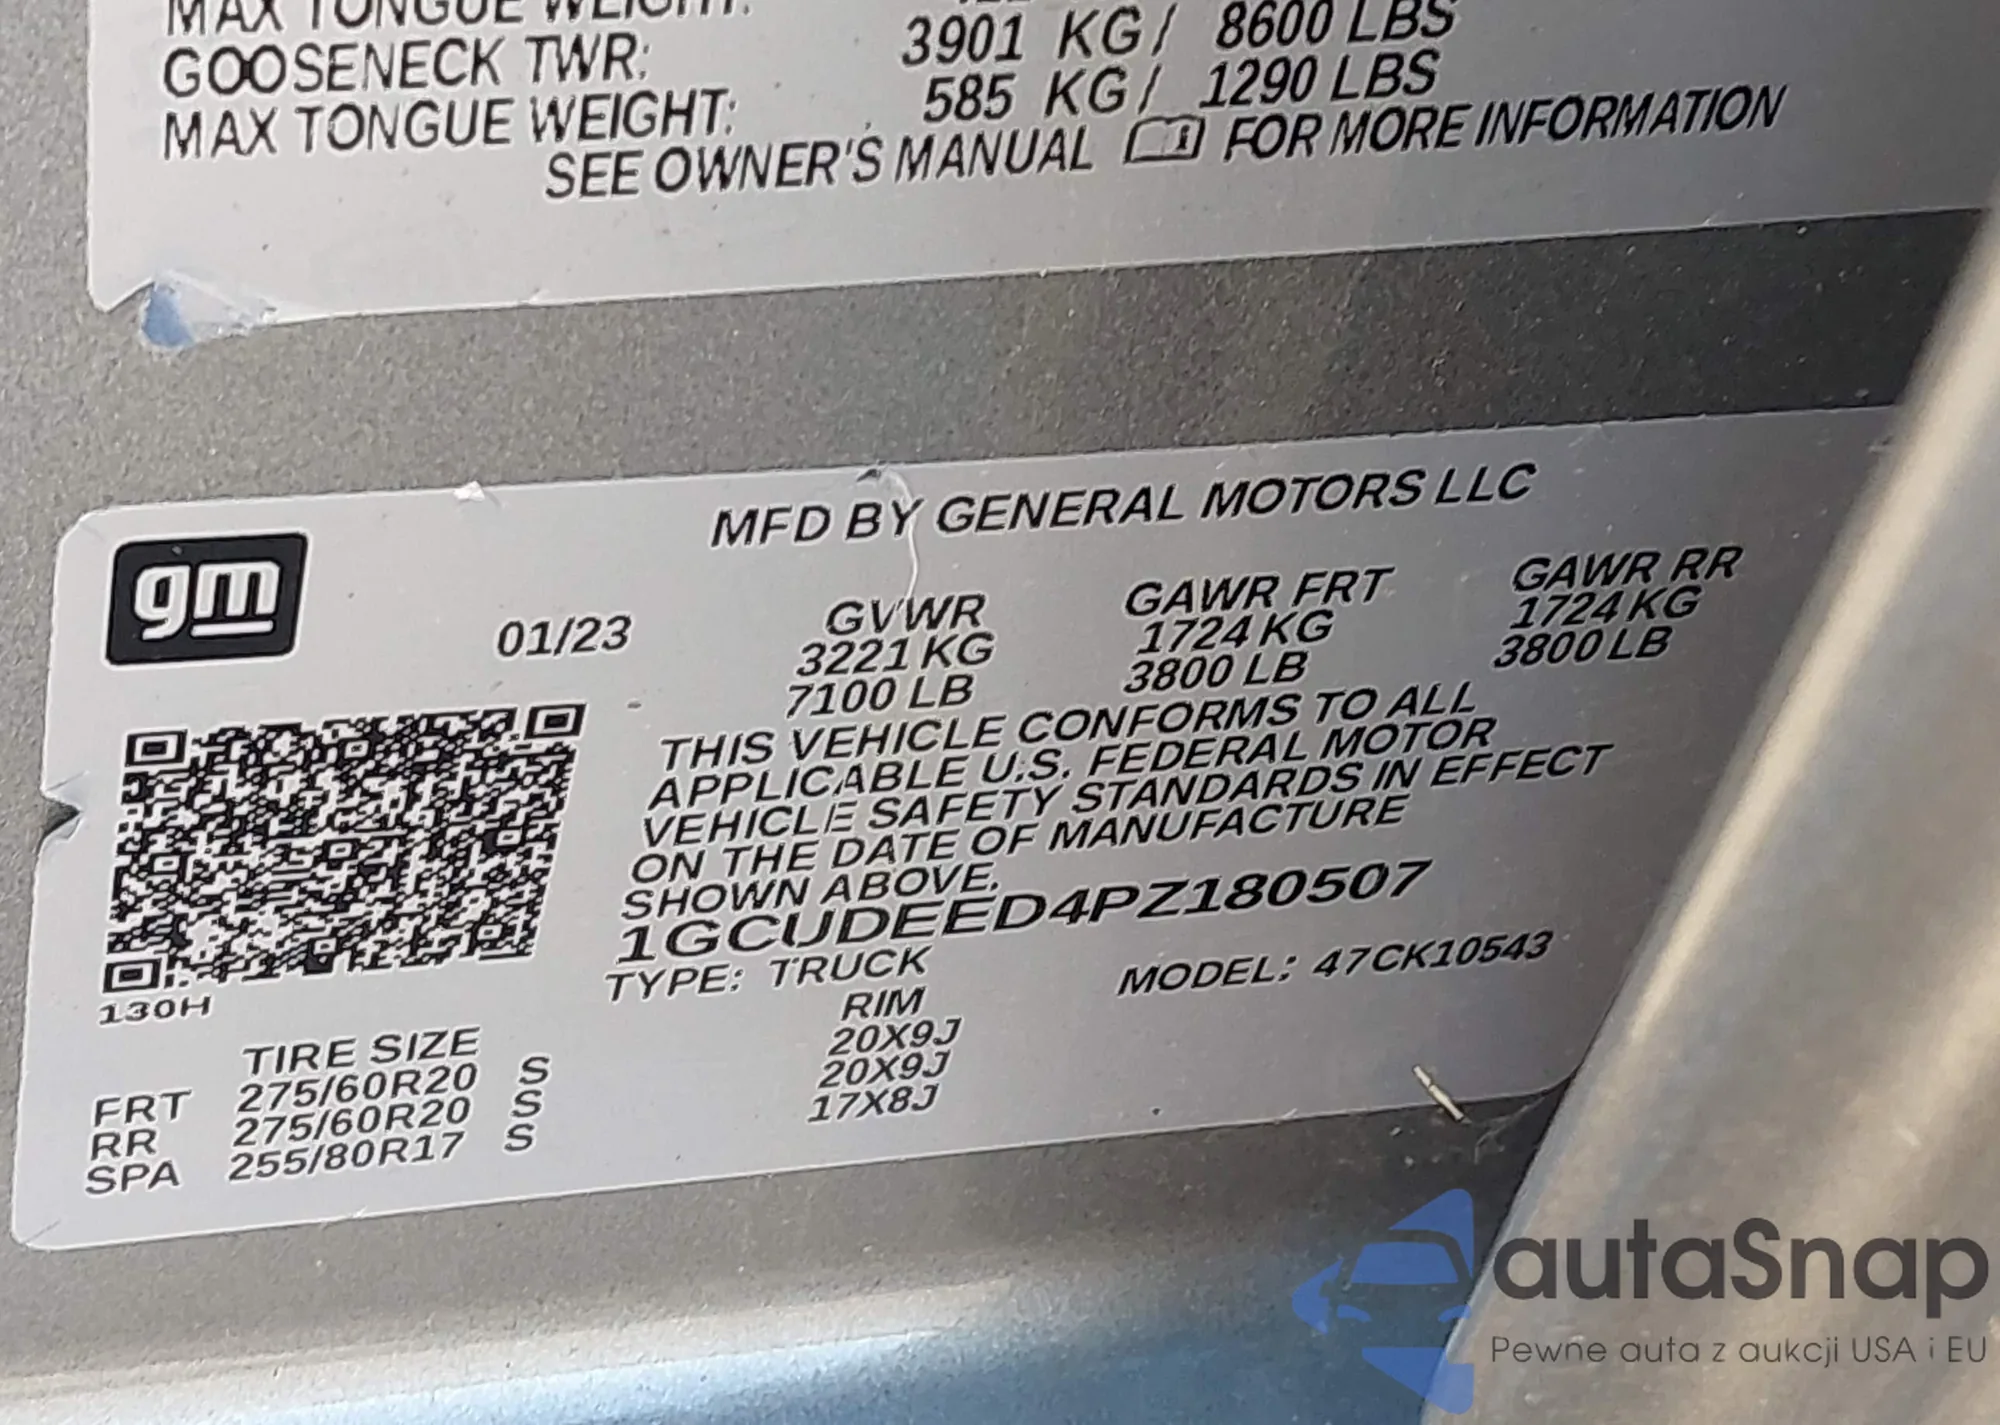 MAX TONGUE WEIGHT:
GOOSENECK TWR: 3901 KG/ 8600 LBS
MAX TONGUE WEIGHT: 585 KG/ 1290 LBS
SEE OWNER'S MANUAL FOR MORE INFORMATION
gm
MFD BY GENERAL MOTORS LLC
01/23 GVWR GAWR FRT GAWR RR
3221 KG 1724 KG 1724 KG
7100 LB 3800 LB 3800 LB
THIS VEHICLE CONFORMS TO ALL
APPLICABLE U.S. FEDERAL MOTOR
VEHICLE SAFETY STANDARDS IN EFFECT
ON THE DATE OF MANUFACTURE
SHOWN ABOVE.
1GCUDEED4PZ180507
TYPE: TRUCK MODEL: 47CK10543
130H
TIRE SIZE RIM
FRT 275/60R20 S 20X9J
RR 275/60R20 S 20X9J
SPA 255/80R17 S 17X8J
autaSnap
Pewne auta z aukcji USA i EU